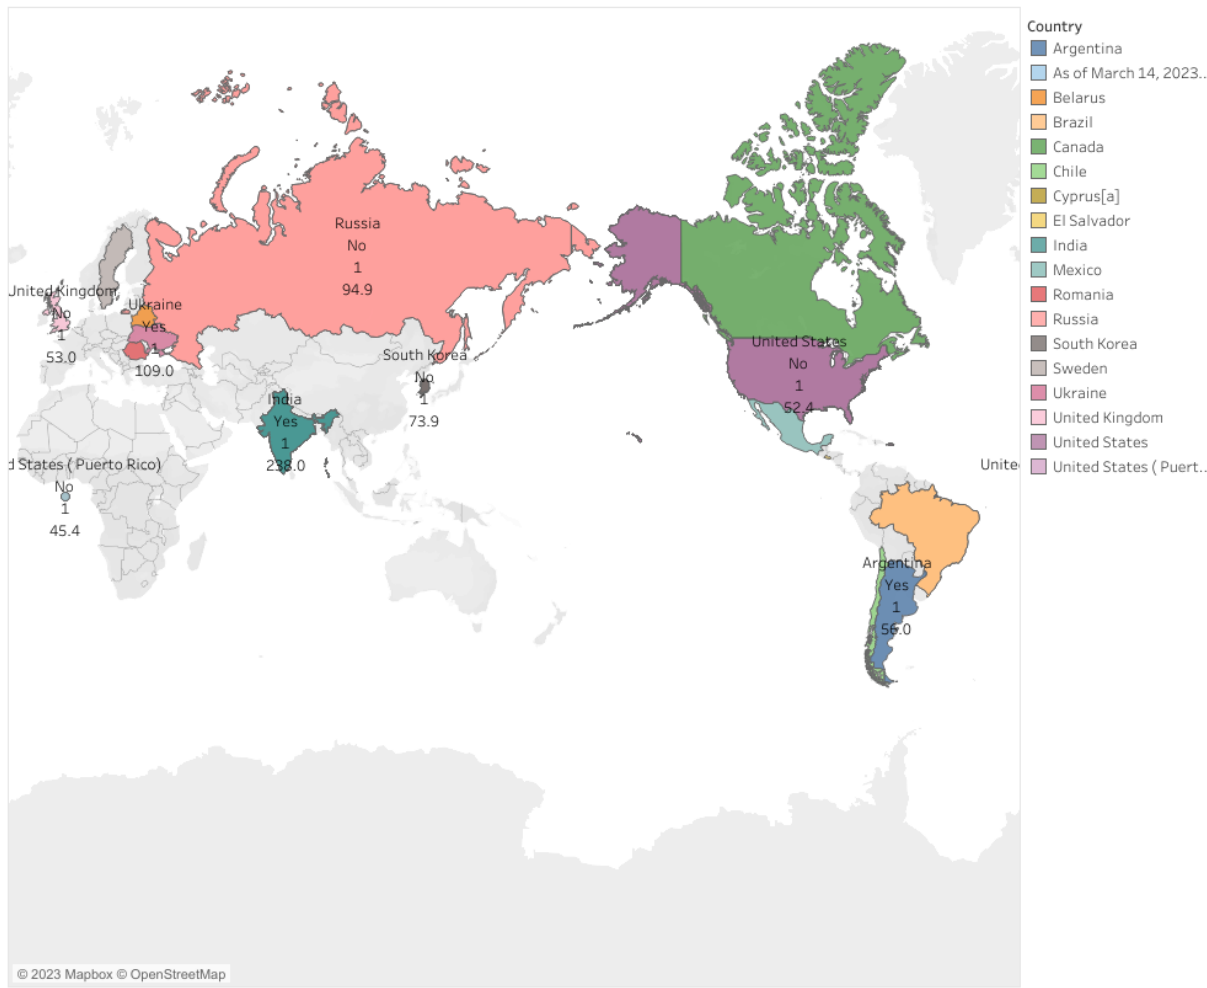 Russia
No
1
94.9
United Kingdom
No
1
53.0
Ukraine
Yes
1
109.0
South Korea
No
1
73.9
India
Yes
1
238.0
d States ( Puerto Rico)
No
1
45.4
United States
No
1
52.4
Unite
Argentina
Yes
1
56.0
© 2023 Mapbox © OpenStreetMap
Country
Argentina
As of March 14, 2023..
Belarus
Brazil
Canada
Chile
Cyprus[a]
El Salvador
India
Mexico
Romania
Russia
South Korea
Sweden
Ukraine
United Kingdom
United States
United States ( Puert..